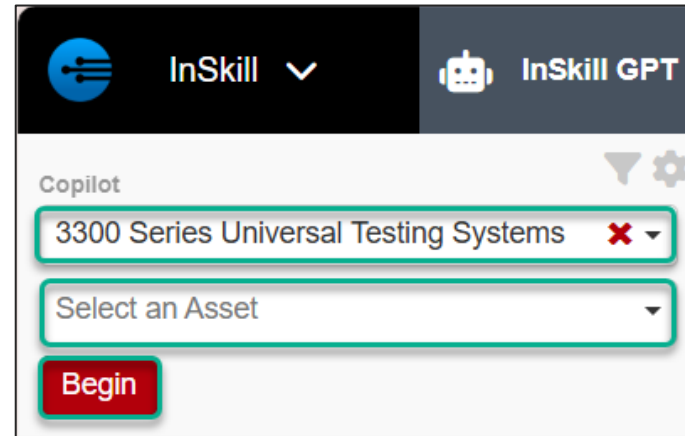 InSkill
InSkill GPT
Copilot
3300 Series Universal Testing Systems
Select an Asset
Begin